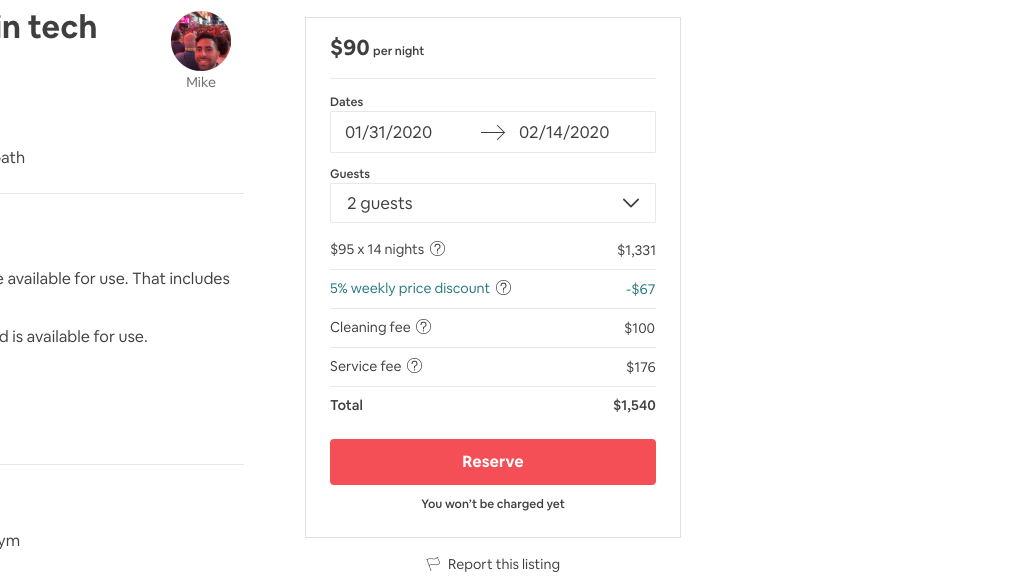 in tech
Mike
ath
e available for use. That includes
d is available for use.
ym
$90 per night
Dates
01/31/2020 → 02/14/2020
Guests
2 guests
$95 x 14 nights ? $1,331
5% weekly price discount ? -$67
Cleaning fee ? $100
Service fee ? $176
Total $1,540
Reserve
You won't be charged yet
Report this listing